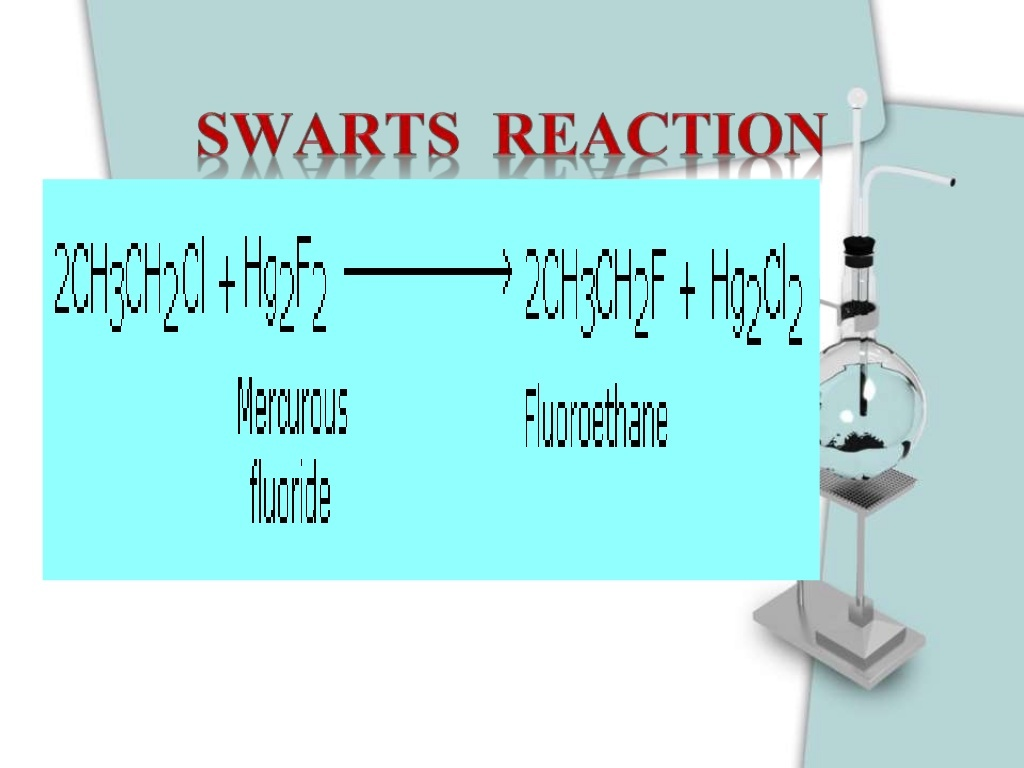 SWARTS REACTION
2CH3CH2Cl + Hg2F2 → 2CH3CH2F + Hg2Cl2
Mercurous
fluoride
Fluoroethane